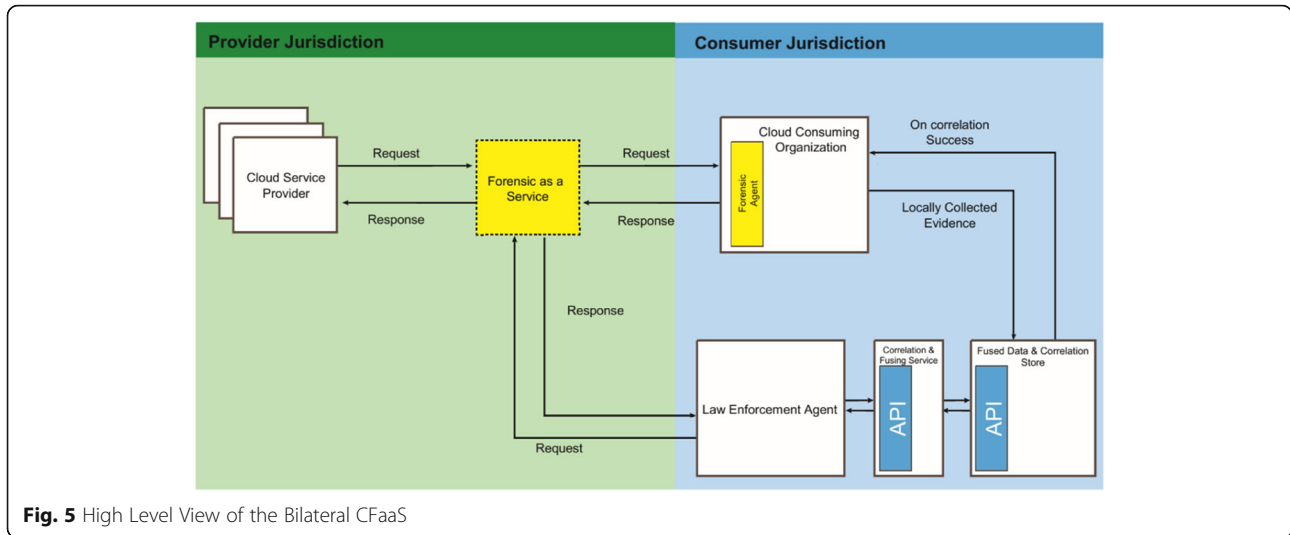 Provider Jurisdiction
Consumer Jurisdiction
Cloud Service
Provider
Request
Response
Forensic as a
Service
Request
Response
Cloud Consuming
Organization
Forensic
Agent
On correlation
Success
Locally Collected
Evidence
Response
Request
Law Enforcement Agent
Correlation &
Fusing Service
API
Fused Data & Correlation
Store
API
Fig. 5 High Level View of the Bilateral CFaaS